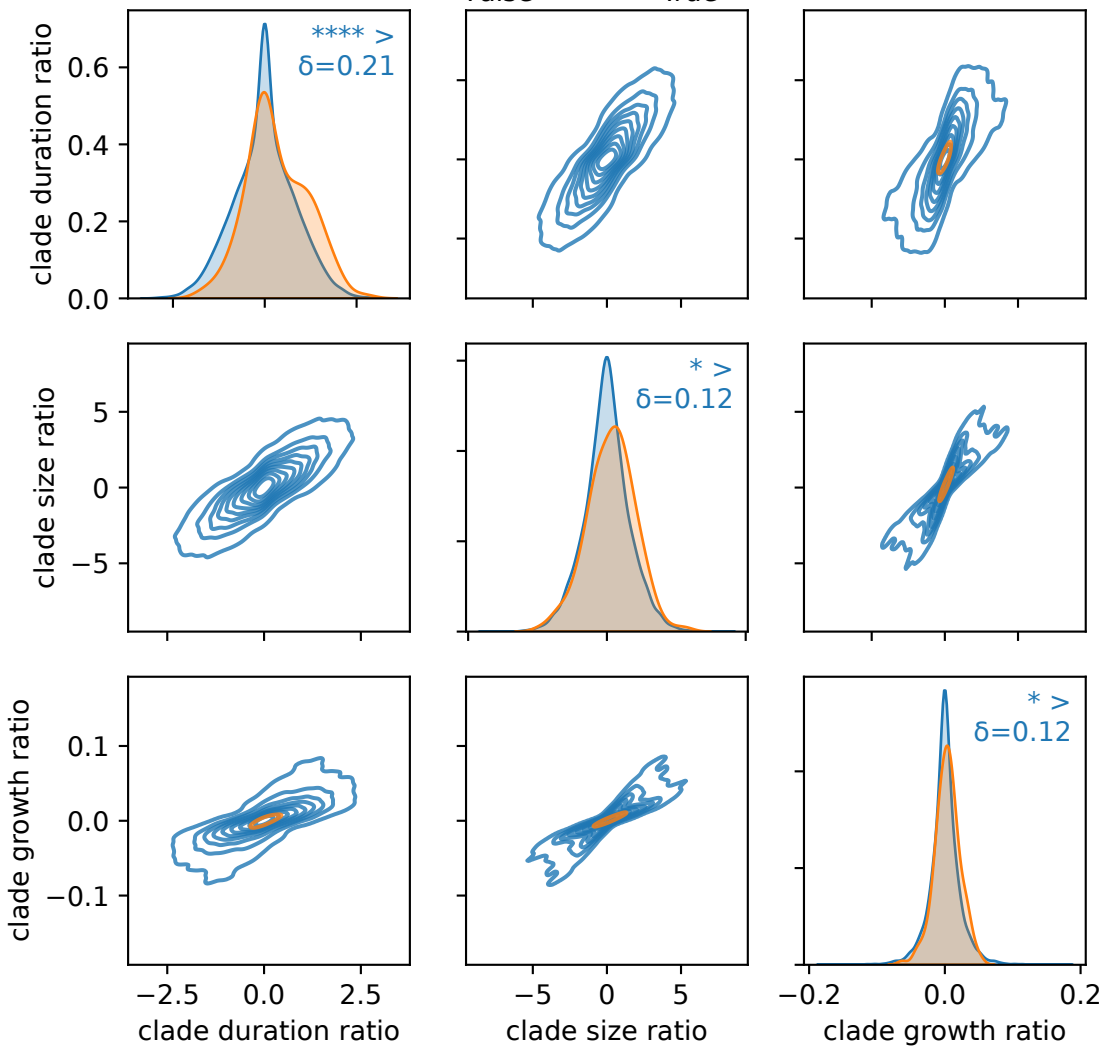 False True
clade duration ratio
0.6
0.4
0.2
0.0
**** >
δ=0.21
clade size ratio
5
0
−5
* >
δ=0.12
clade growth ratio
0.1
0.0
−0.1
* >
δ=0.12
−2.5 0.0 2.5
−5 0 5
−0.2 0.0 0.2
clade duration ratio
clade size ratio
clade growth ratio